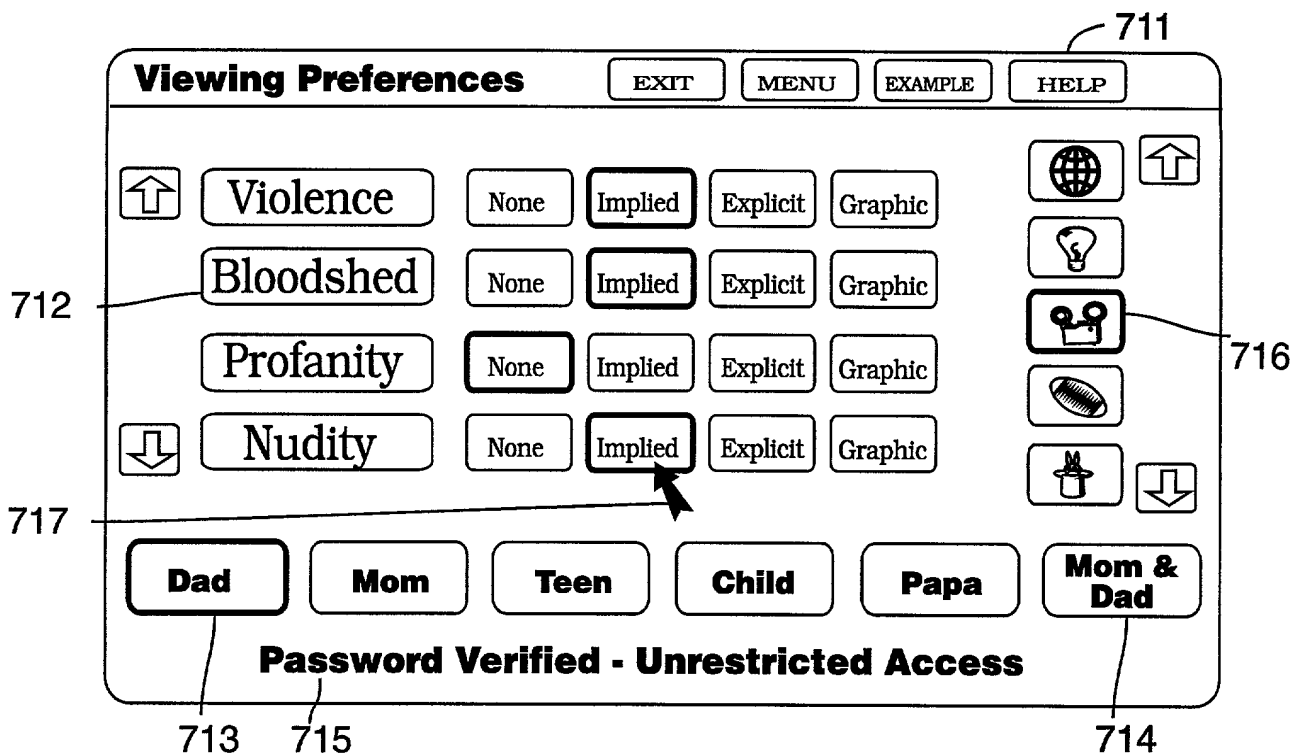 711
Viewing Preferences EXIT MENU EXAMPLE HELP
Violence None Implied Explicit Graphic
Bloodshed None Implied Explicit Graphic
712
Profanity None Implied Explicit Graphic
716
Nudity None Implied Explicit Graphic
717
Dad Mom Teen Child Papa Mom &
Dad
Password Verified - Unrestricted Access
713 715 714